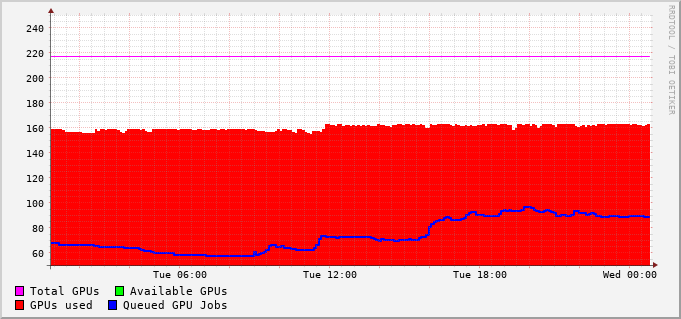 240
220
200
180
160
140
120
100
80
60
Tue 06:00 Tue 12:00 Tue 18:00 Wed 00:00
Total GPUs Available GPUs
GPUs used Queued GPU Jobs
RRDTOOL / TOBI OETIKER